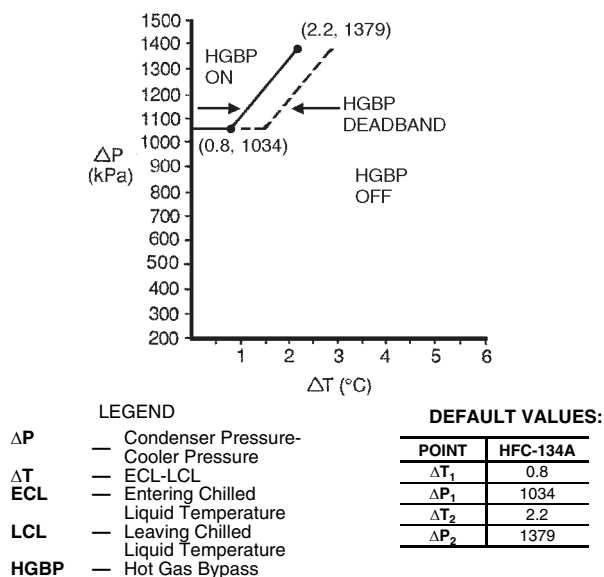 1500
1400
1300
1200
1100
1000
900
800
700
600
500
400
300
200
ΔP
(kPa)
HGBP
ON
(2.2, 1379)
HGBP
DEADBAND
(0.8, 1034)
HGBP
OFF
1 2 3 4 5 6
ΔT (°C)
LEGEND
ΔP — Condenser Pressure-
Cooler Pressure
ΔT — ECL-LCL
ECL — Entering Chilled
Liquid Temperature
LCL — Leaving Chilled
Liquid Temperature
HGBP — Hot Gas Bypass
DEFAULT VALUES:
POINT HFC-134A
ΔT1 0.8
ΔP1 1034
ΔT2 2.2
ΔP2 1379